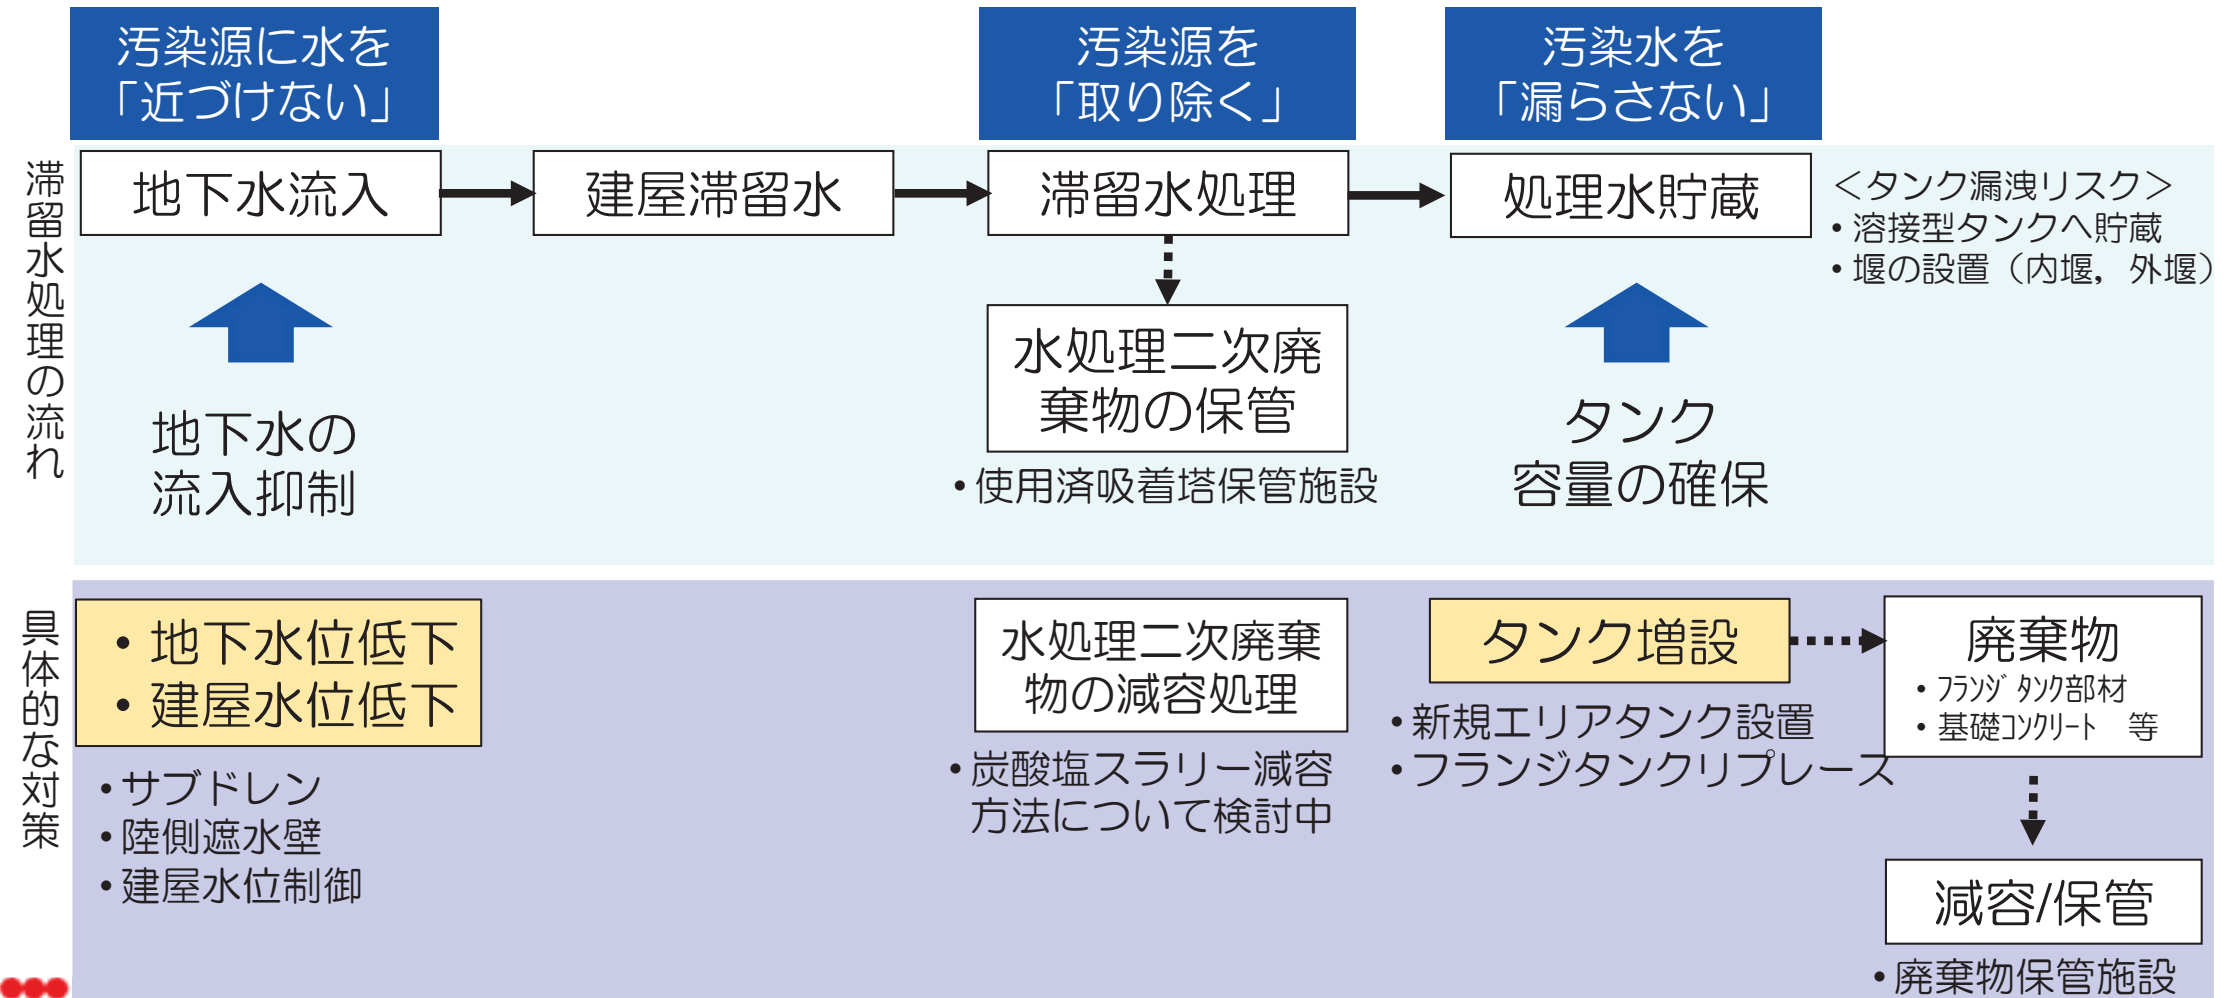 汚染源に水を
「近づけない」
汚染源を
「取り除く」
汚染水を
「漏らさない」
滞留水処理の流れ
地下水流入
建屋滞留水
滞留水処理
処理水貯蔵
＜タンク漏洩リスク＞
・溶接型タンクへ貯蔵
・堰の設置（内堰，外堰）
水処理二次廃
棄物の保管
・使用済吸着塔保管施設
地下水の
流入抑制
タンク
容量の確保
具体的な対策
・地下水位低下
・建屋水位低下
・サブドレン
・陸側遮水壁
・建屋水位制御
水処理二次廃棄
物の減容処理
・炭酸塩スラリー減容
方法について検討中
タンク増設
・新規エリアタンク設置
・フランジタンクリプレース
廃棄物
・ﾌﾗﾝｼﾞﾀﾝｸ部材
・基礎ｺﾝｸﾘｰﾄ　等
減容/保管
・廃棄物保管施設